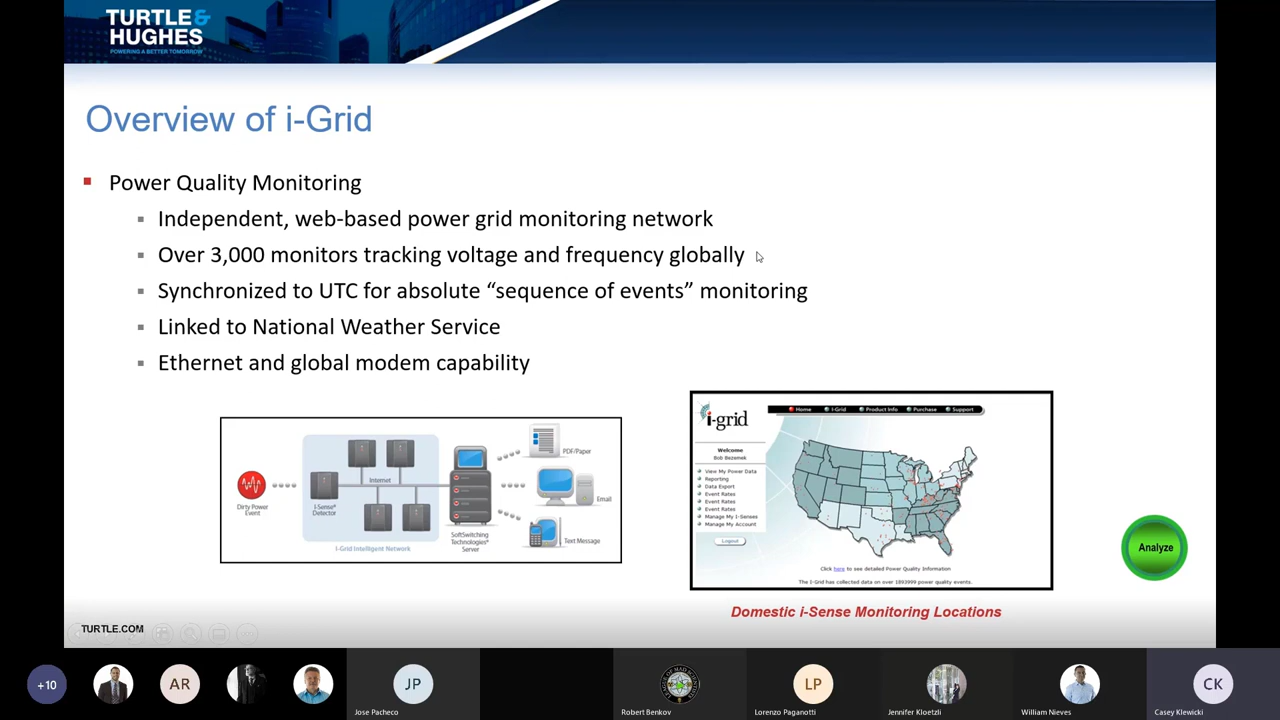 TURTLE&
HUGHES
POWERING A BETTER TOMORROW
Overview of i-Grid
Power Quality Monitoring
Independent, web-based power grid monitoring network
Over 3,000 monitors tracking voltage and frequency globally
Synchronized to UTC for absolute “sequence of events” monitoring
Linked to National Weather Service
Ethernet and global modem capability
Dirty Power
Event
I-Sense®
Detector
Internet
I-Grid Intelligent Network
SoftSwitching
Technologies®
Server
PDF/Paper
Email
Text Message
i-grid
Home
I-Grid
Product Info
Purchase
Support
Welcome
Bob Bezemek
View My Power Data
Reporting
Data Export
Event Rates
Event Rates
Event Rates
Manage My I-Senses
Manage My Account
Logout
Click here to see detailed Power Quality Information
The I-Grid has collected data on over 1893999 power quality events.
Domestic i-Sense Monitoring Locations
Analyze
TURTLE.COM
+10
AR
JP
Jose Pacheco
Robert Benkov
LP
Lorenzo Paganotti
Jennifer Kloetzli
William Nieves
CK
Casey Klewicki